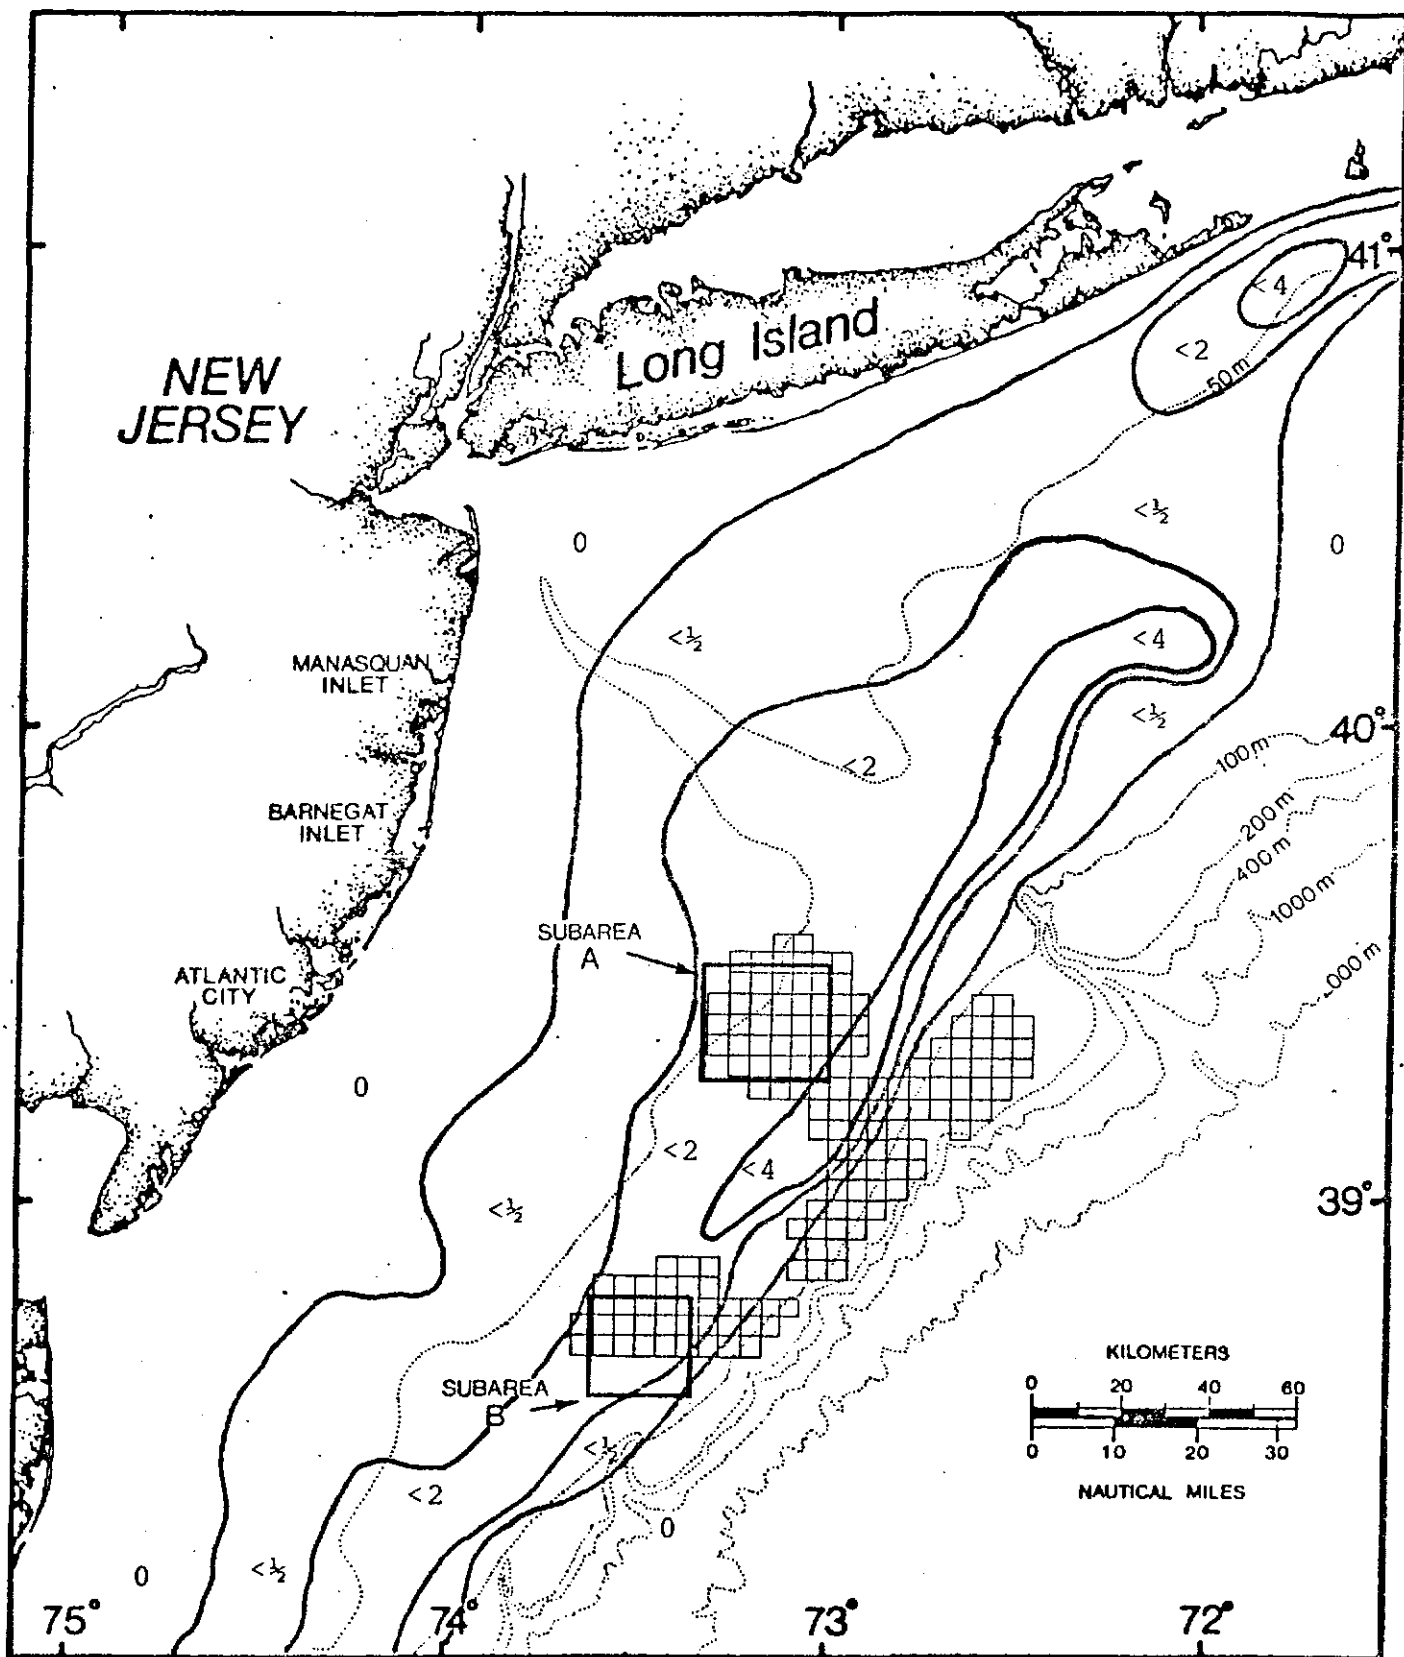 41°
<4
Long Island
<2
NEW
JERSEY
50 m
<½
0
0
<½
<4
MANASQUAN
INLET
<½
40°
100 m
<2
200 m
BARNEGAT
INLET
400 m
1000 m
SUBAREA
A
000 m
ATLANTIC
CITY
0
<2
<4
39°
<½
KILOMETERS
0 20 40 60
0 10 20 30
NAUTICAL MILES
SUBAREA
B
<½
<2
0
<½
0
75° 74° 73° 72°